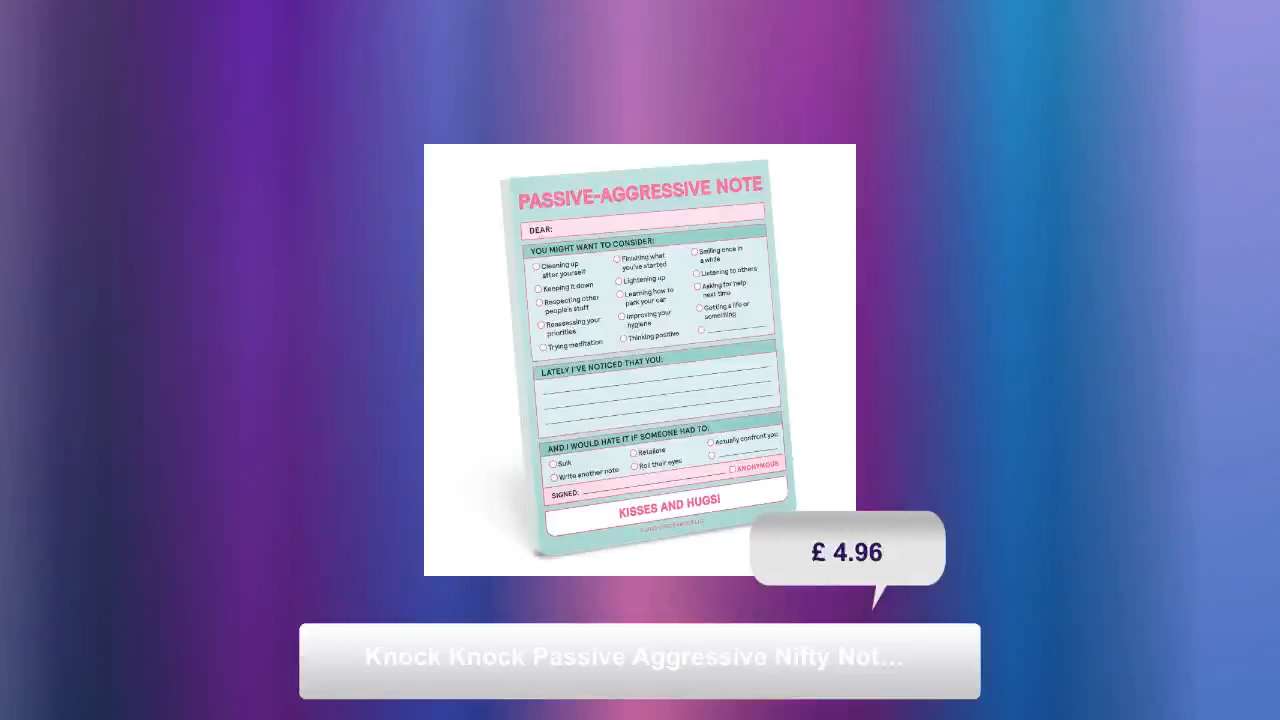 PASSIVE-AGGRESSIVE NOTE
DEAR:
YOU MIGHT WANT TO CONSIDER:
Cleaning up
after yourself
Keeping it down
Respecting other
people's stuff
Reassessing your
priorities
Trying meditation
Finishing what
you've started
Lightening up
Learning how to
park your car
Improving your
hygiene
Thinking positive
Smiling once in
a while
Listening to others
Asking for help
next time
Getting a life or
something
LATELY I'VE NOTICED THAT YOU:
AND I WOULD HATE IT IF SOMEONE HAD TO:
Sulk
Write another note
Retaliate
Roll their eyes
Actually confront you
SIGNED:
ANONYMOUS
KISSES AND HUGS!
£ 4.96
Knock Knock Passive Aggressive Nifty Not...